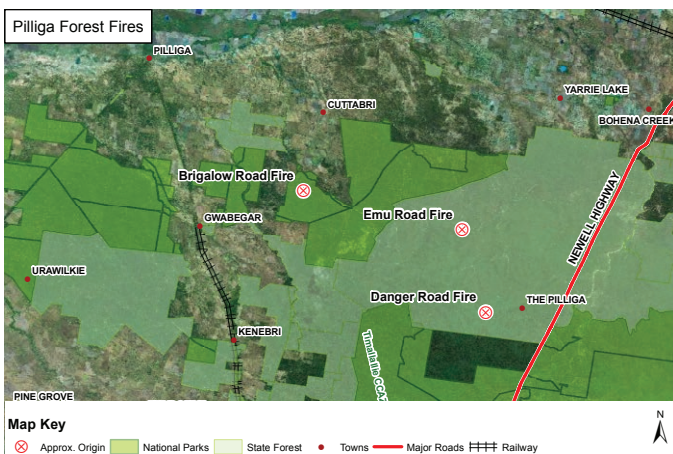 Pilliga Forest Fires
PILLIGA
YARRIE LAKE
CUTTABRI
BOHENA CREEK
Brigalow Road Fire
GWABEGAR
Emu Road Fire
NEWELL HIGHWAY
URAWILKIE
Danger Road Fire
THE PILLIGA
KENEBRI
Timallallie CCAZ
PINE GROVE
Map Key
N
Approx. Origin
National Parks
State Forest
Towns
Major Roads
Railway